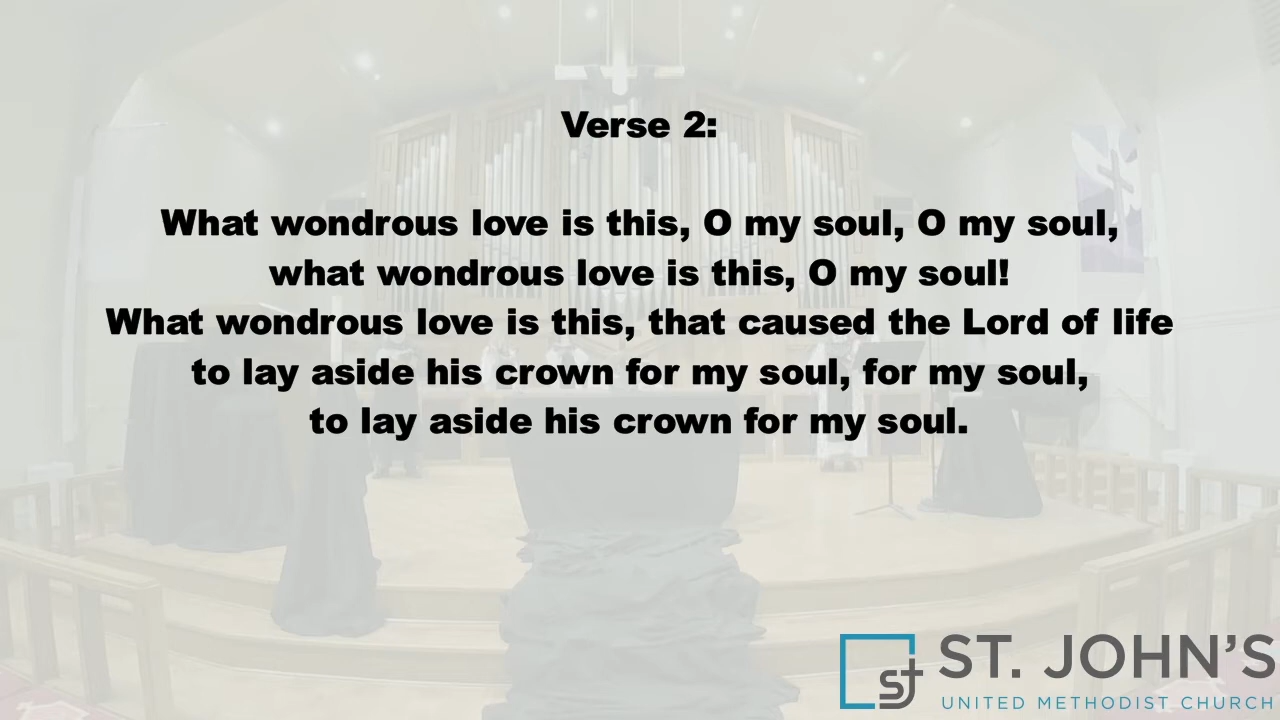 Verse 2:
What wondrous love is this, O my soul, O my soul,
what wondrous love is this, O my soul!
What wondrous love is this, that caused the Lord of life
to lay aside his crown for my soul, for my soul,
to lay aside his crown for my soul.
sj ST. JOHN'S
UNITED METHODIST CHURCH